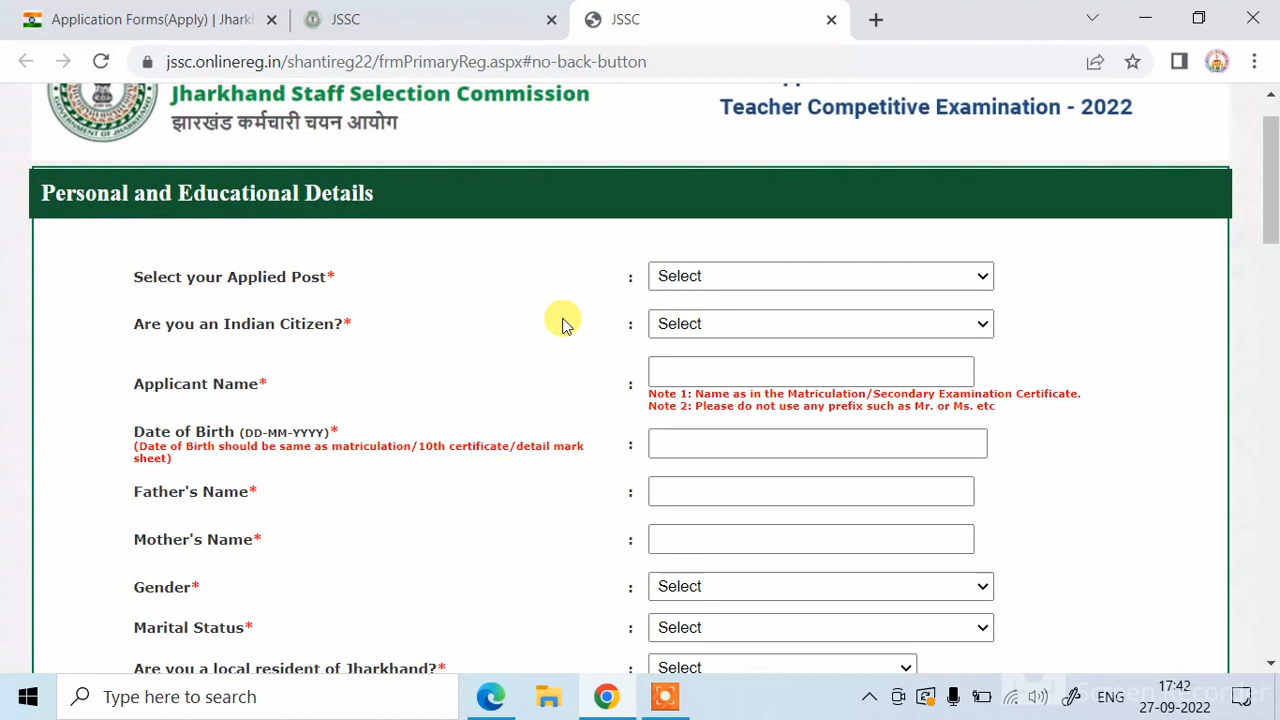 Application Forms(Apply) | Jhark
JSSC
JSSC
jssc.onlinereg.in/shantireg22/frmPrimaryReg.aspx#no-back-button
Jharkhand Staff Selection Commission
झारखंड कर्मचारी चयन आयोग
Teacher Competitive Examination - 2022
Personal and Educational Details
Select your Applied Post* : Select
Are you an Indian Citizen?* : Select
Applicant Name* :
Note 1: Name as in the Matriculation/Secondary Examination Certificate.
Note 2: Please do not use any prefix such as Mr. or Ms. etc
Date of Birth (DD-MM-YYYY)* :
(Date of Birth should be same as matriculation/10th certificate/detail mark
sheet)
Father's Name* :
Mother's Name* :
Gender* : Select
Marital Status* : Select
Are you a local resident of Jharkhand?* : Select
Type here to search
ENG
17:42
27-09-2022
Screen Recorder